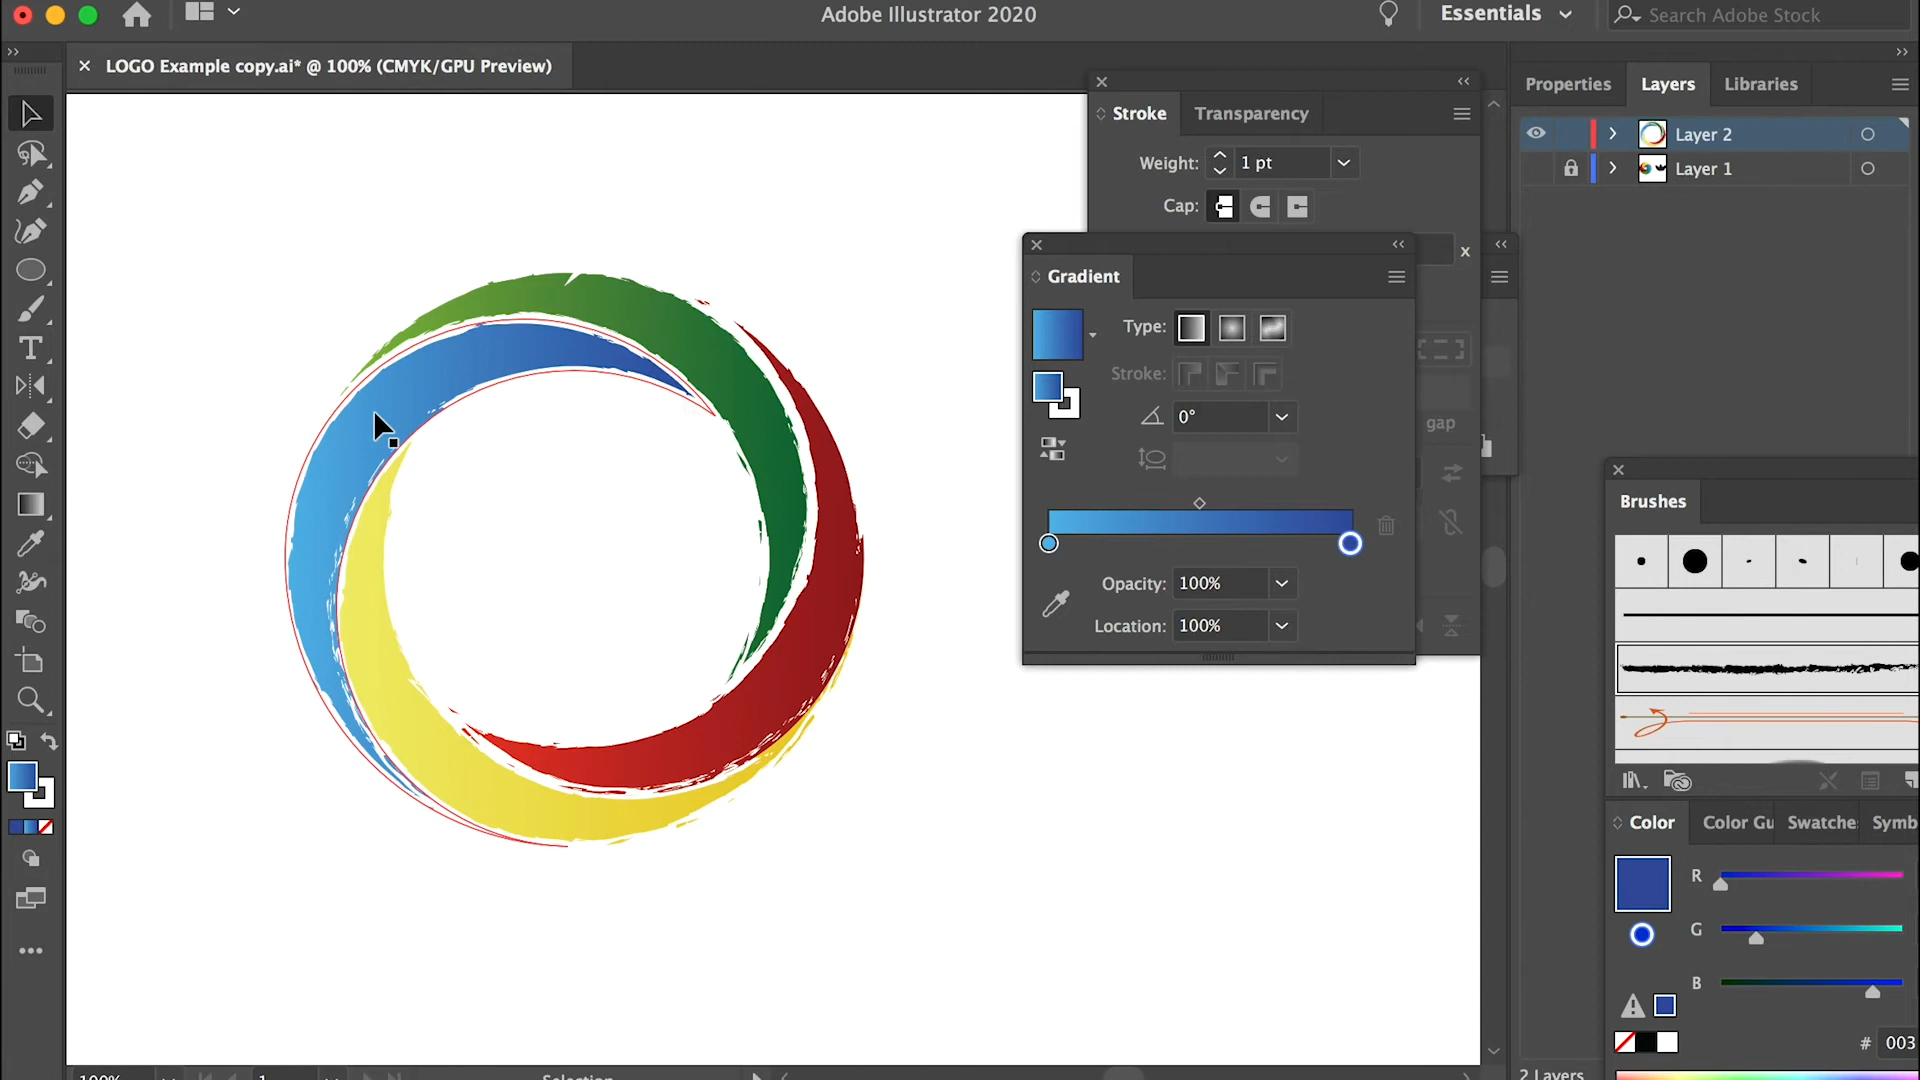 Adobe Illustrator 2020
Essentials
Search Adobe Stock
LOGO Example copy.ai* @ 100% (CMYK/GPU Preview)
Stroke
Transparency
Weight:
1 pt
Cap:
x
Gradient
Type:
Stroke:
0°
gap
Opacity:
100%
Location:
100%
Properties
Layers
Libraries
Layer 2
Layer 1
Brushes
Color
Color Gu
Swatche
Symb
R
G
B
# 003
100%
1
Selection
2 Layers